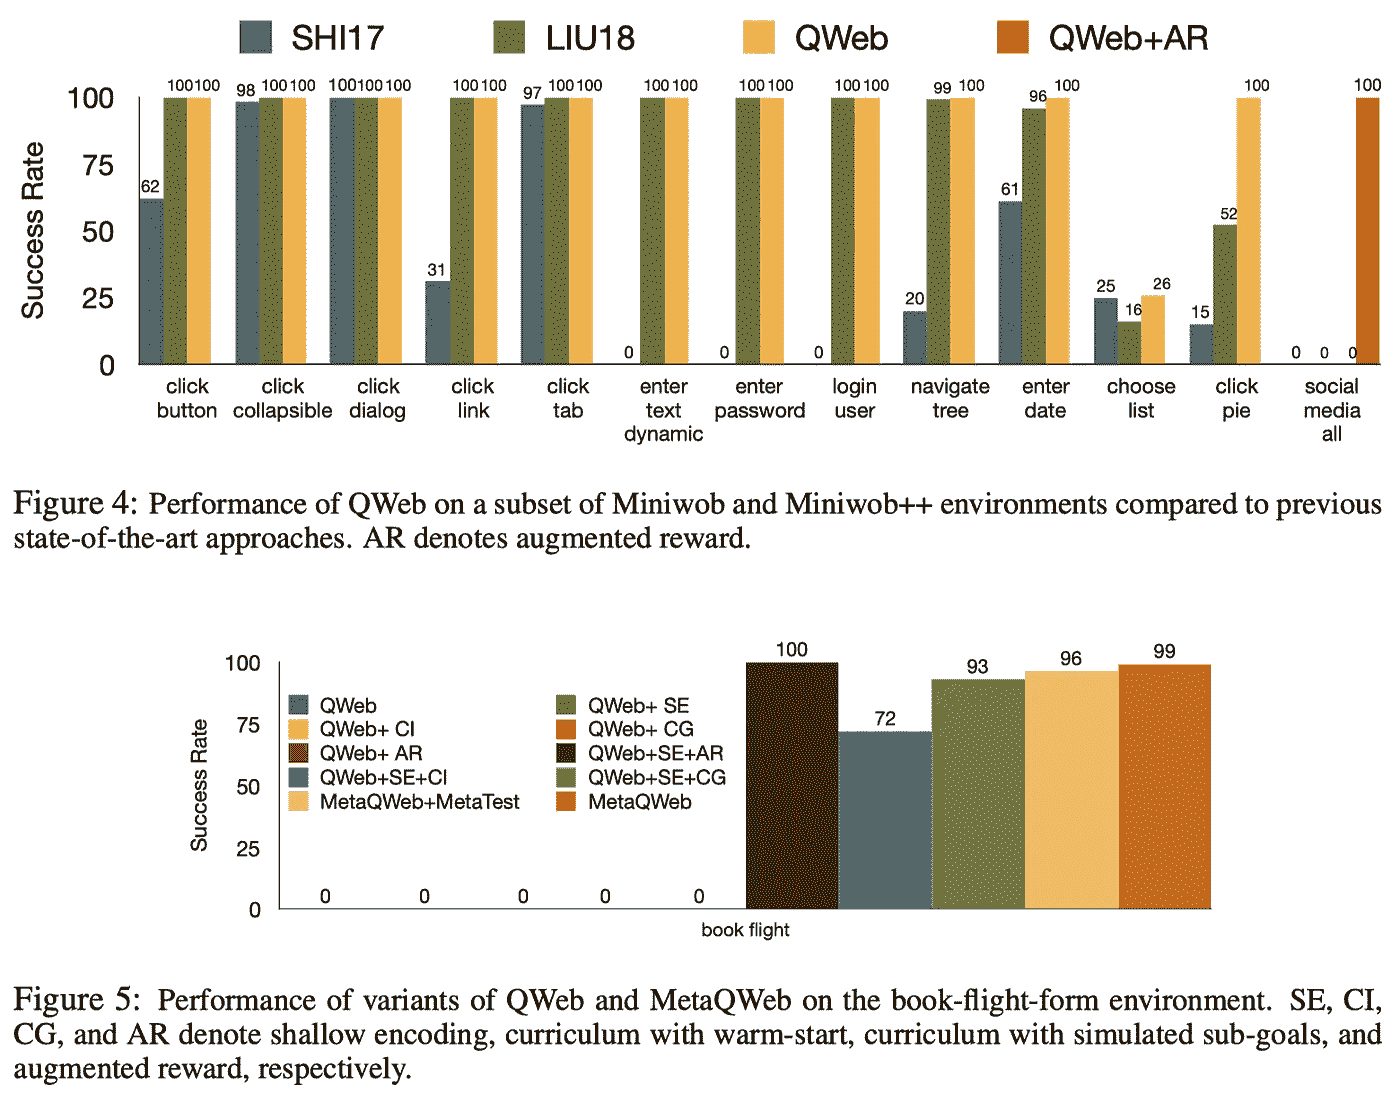 SHI17 LIU18 QWeb QWeb+AR
Success Rate
100
75
50
25
0
62 100 100
98 100 100
100 100 100
31 100 100
97 100 100
0 100 100
0 100 100
0 100 100
20 99 100
61 96 100
25 16 26
15 52 100
0 0 0 100
click button
click collapsible
click dialog
click link
click tab
enter text dynamic
enter password
login user
navigate tree
enter date
choose list
click pie
social media all
Figure 4: Performance of QWeb on a subset of Miniwob and Miniwob++ environments compared to previous
state-of-the-art approaches. AR denotes augmented reward.
Success Rate
100
75
50
25
0
QWeb QWeb+ SE
QWeb+ CI QWeb+ CG
QWeb+ AR QWeb+SE+AR
QWeb+SE+CI QWeb+SE+CG
MetaQWeb+MetaTest MetaQWeb
0 0 0 0 0 100 72 93 96 99
book flight
Figure 5: Performance of variants of QWeb and MetaQWeb on the book-flight-form environment. SE, CI,
CG, and AR denote shallow encoding, curriculum with warm-start, curriculum with simulated sub-goals, and
augmented reward, respectively.